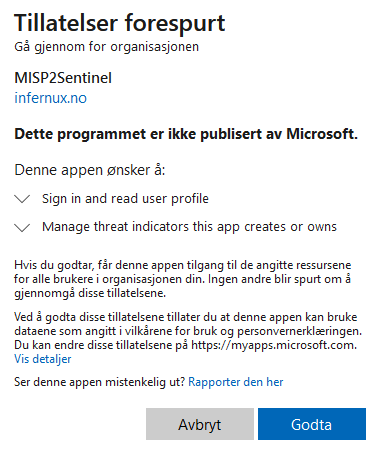 Tillatelser forespurt
Gå gjennom for organisasjonen
MISP2Sentinel
infernux.no
Dette programmet er ikke publisert av Microsoft.
Denne appen ønsker å:
Sign in and read user profile
Manage threat indicators this app creates or owns
Hvis du godtar, får denne appen tilgang til de angitte ressursene
for alle brukere i organisasjonen din. Ingen andre blir spurt om å
gjennomgå disse tillatelsene.
Ved å godta disse tillatelsene tillater du at denne appen kan bruke
dataene som angitt i vilkårene for bruk og personvernerklæringen.
Du kan endre disse tillatelsene på https://myapps.microsoft.com.
Vis detaljer
Ser denne appen mistenkelig ut? Rapporter den her
Avbryt
Godta